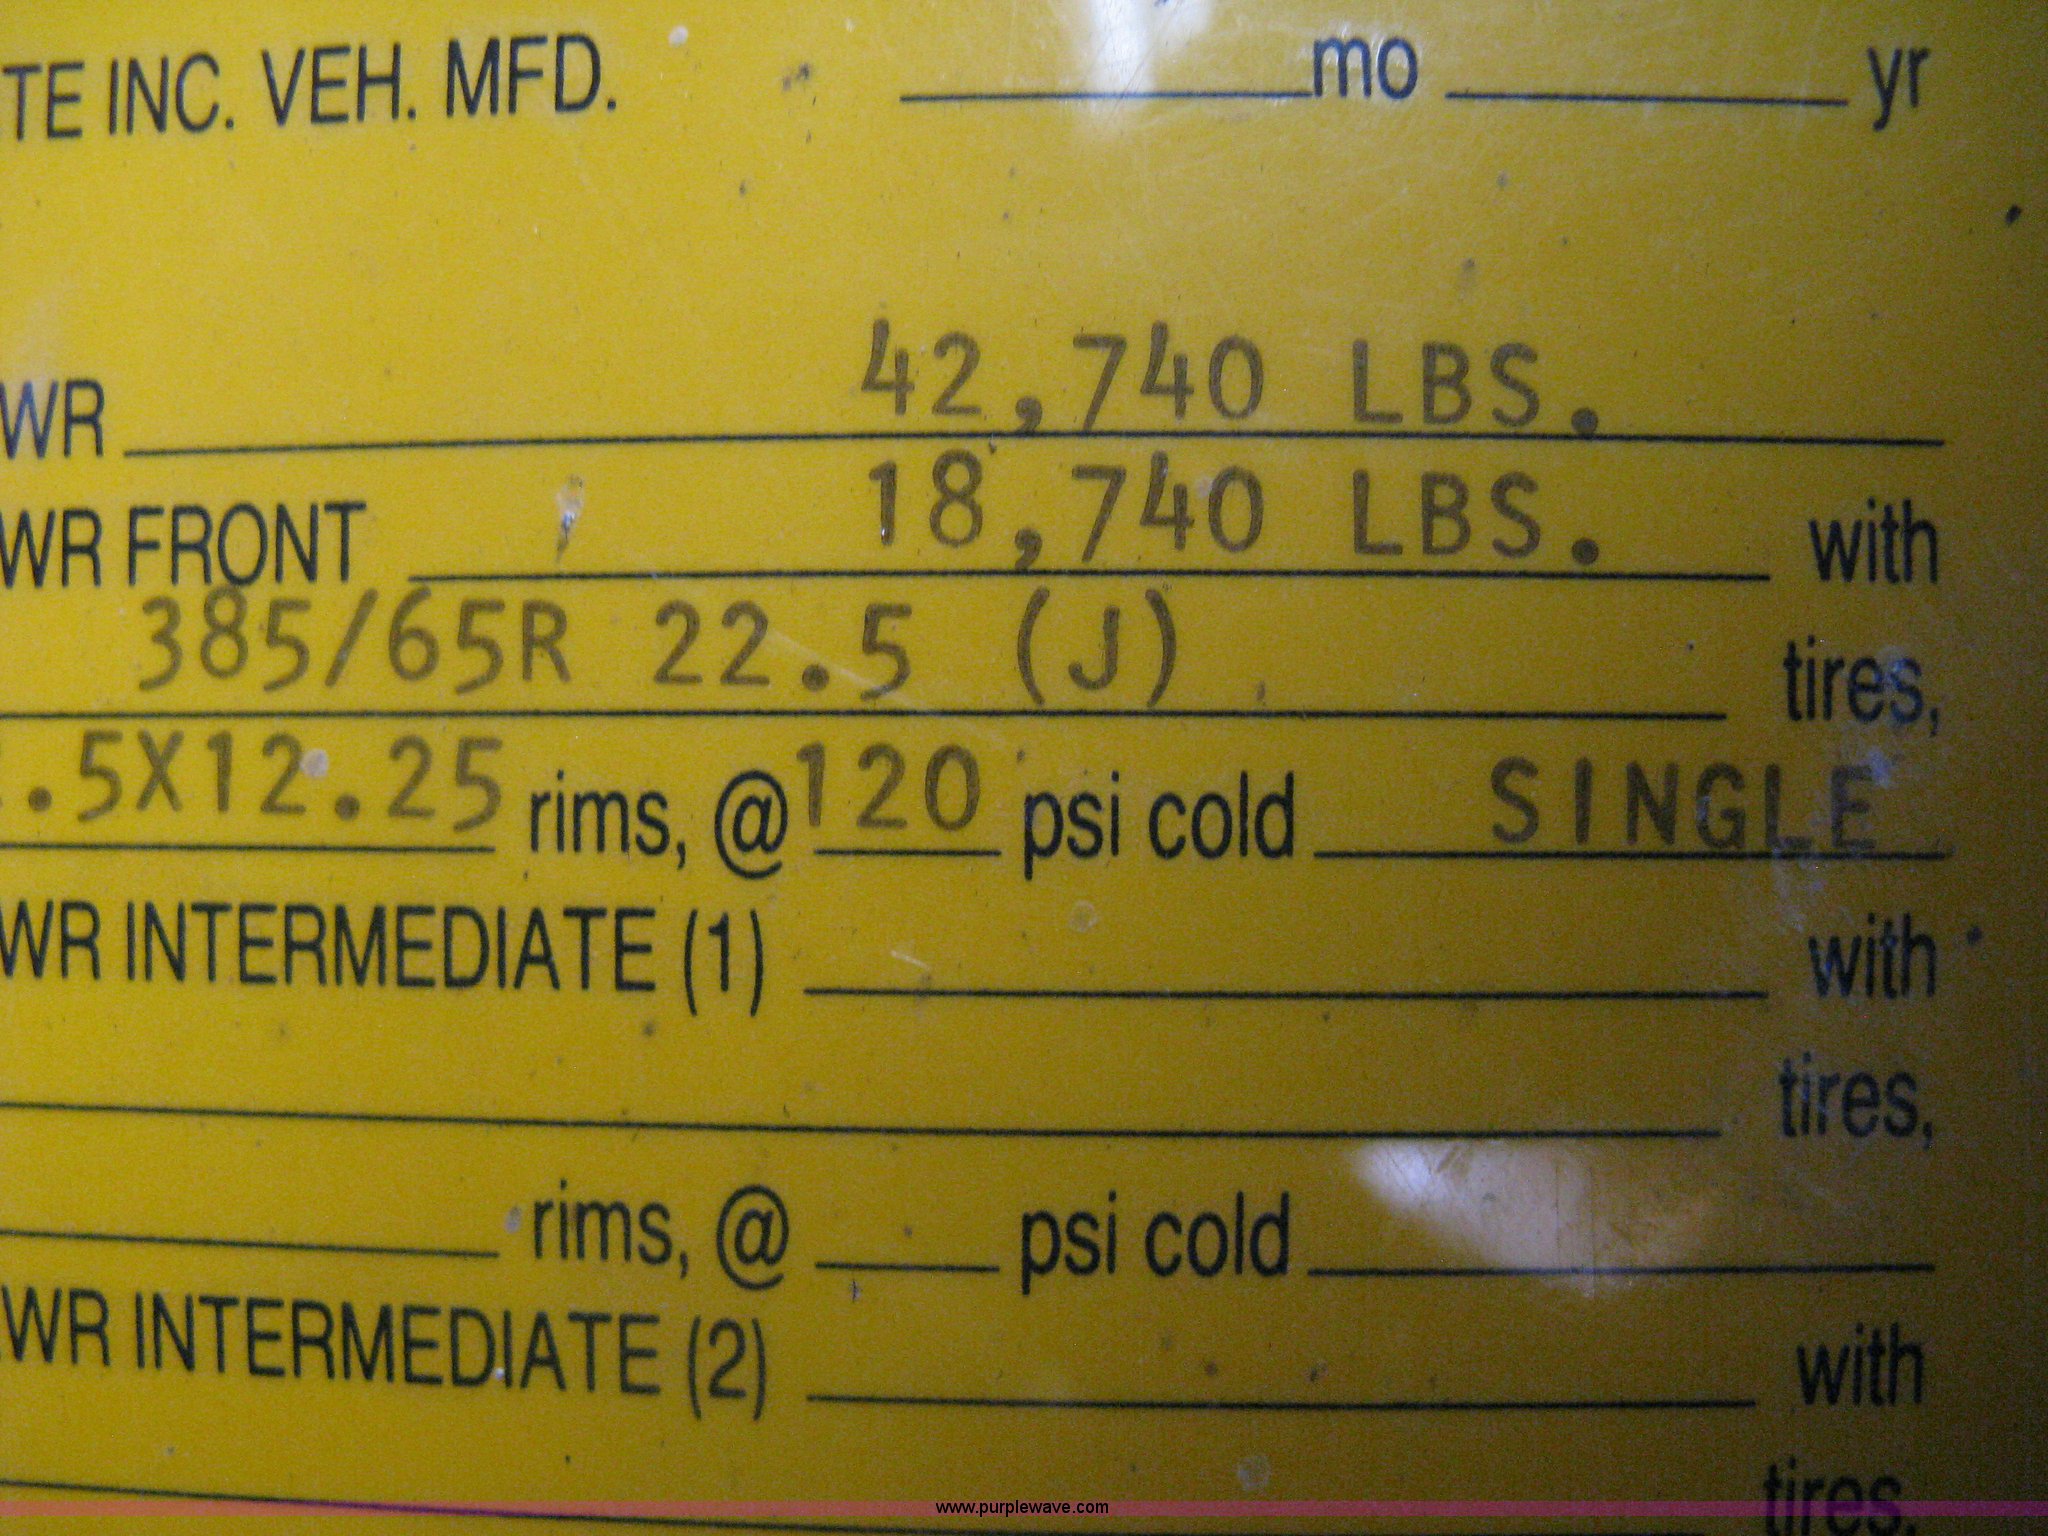 TE INC. VEH. MFD. mo yr
WR 42,740 LBS.
WR FRONT 18,740 LBS. with
385/65R 22.5 (J) tires,
.5X12.25 rims, @ 120 psi cold SINGLE
WR INTERMEDIATE (1) with
tires,
rims, @ psi cold
WR INTERMEDIATE (2) with
tires,
www.purplewave.com